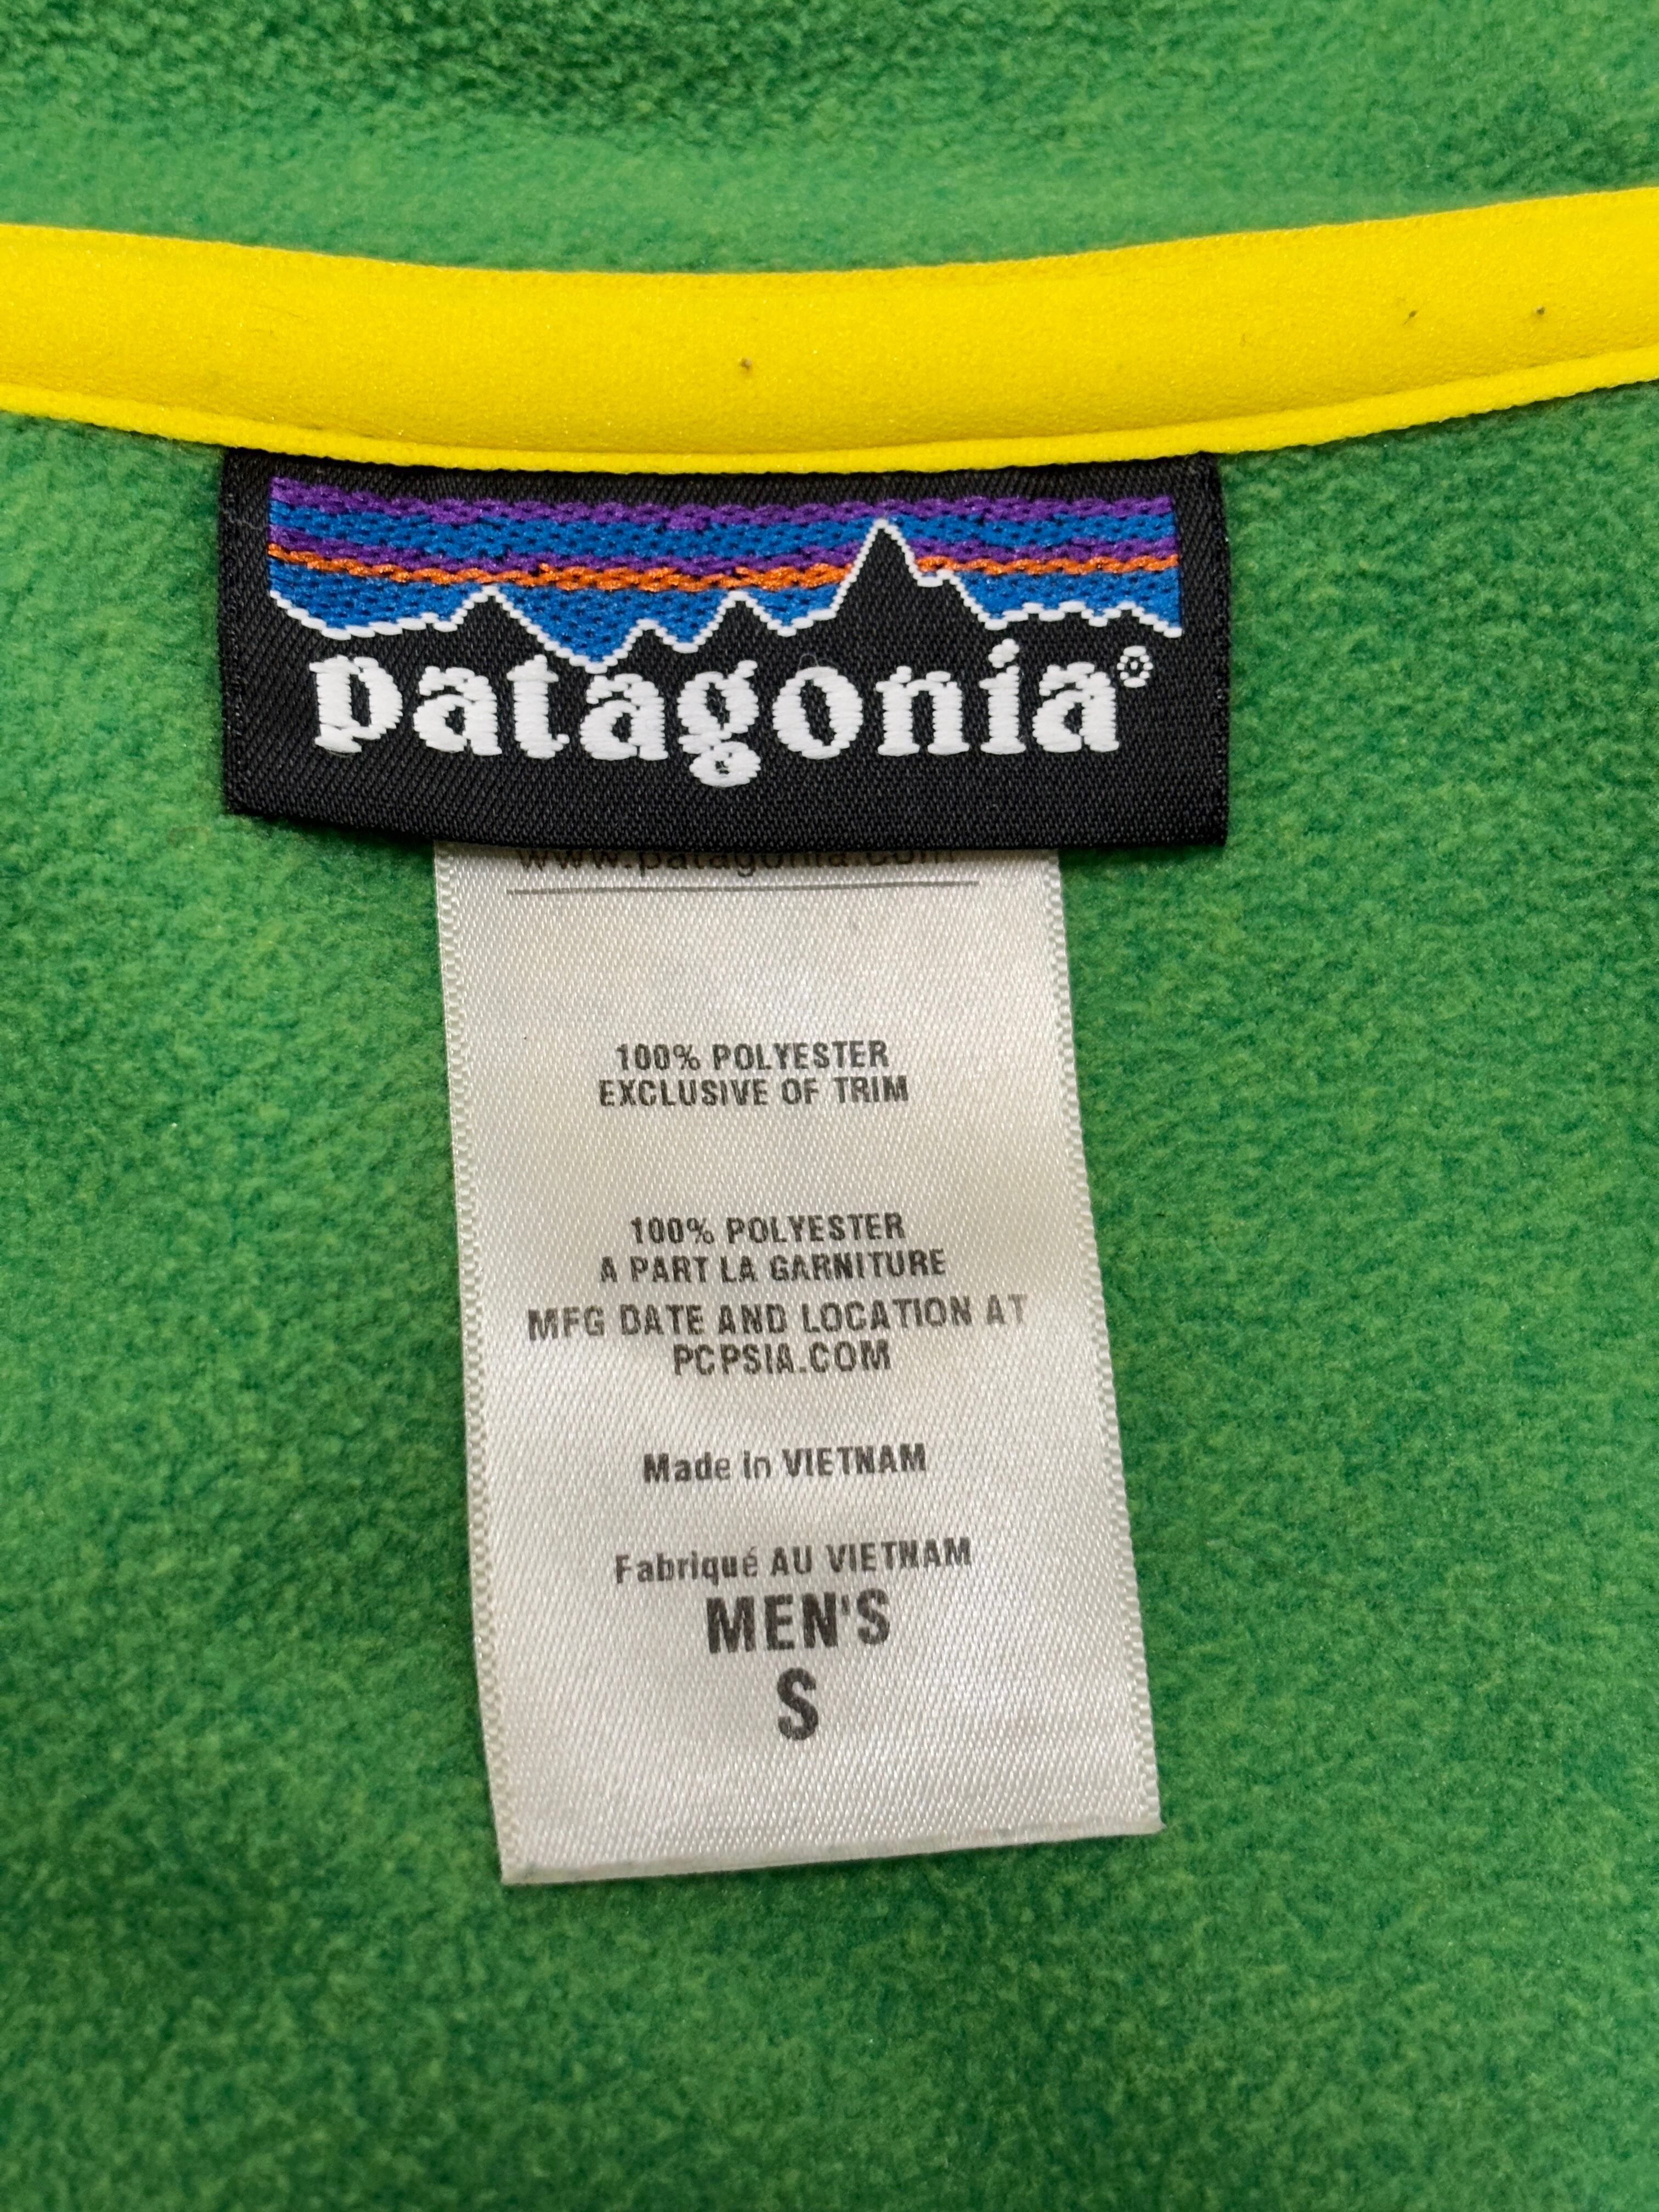 patagonia®
www.patagonia.com
100% POLYESTER
EXCLUSIVE OF TRIM
100% POLYESTER
A PART LA GARNITURE
MFG DATE AND LOCATION AT
PCPSIA.COM
Made in VIETNAM
Fabriqué AU VIETNAM
MEN'S
S